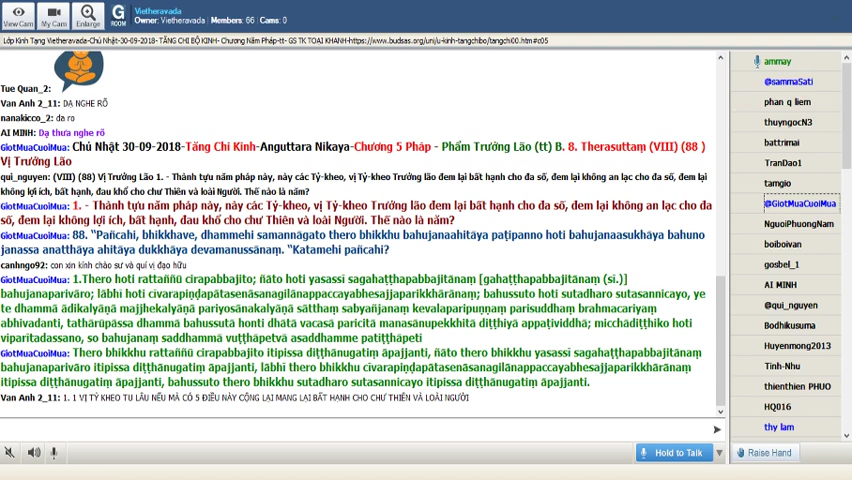 View Cam
My Cam
Enlarge
G
ROOM
Vietheravada
Owner: Vietheravada | Members: 66 | Cams: 0
Lớp Kinh Tạng Vietheravada-Chủ Nhật-30-09-2018- TĂNG CHI BỘ KINH- Chương Năm Pháp-tt- GS TK TOẠI KHANH-https://www.budsas.org/uni/u-kinh-tangchibo/tangchi00.htm#c05
Tue Quan_2:
Van Anh 2_11: DẠ NGHE RÕ
nanakicco_2: da ro
AI MINH: Dạ thưa nghe rõ
GiotMuaCuoiMua: Chủ Nhật 30-09-2018-Tăng Chi Kinh-Anguttara Nikaya-Chương 5 Pháp - Phẩm Trưởng Lão (tt) B. 8. Therasuttaṃ (VIII) (88 )
Vị Trưởng Lão
qui_nguyen: (VIII) (88) Vị Trưởng Lão 1. - Thành tựu năm pháp này, này các Tỷ-kheo, vị Tỷ-kheo Trưởng lão đem lại bất hạnh cho đa số, đem lại không an lạc cho đa số, đem lại
không lợi ích, bất hạnh, đau khổ cho chư Thiên và loài Người. Thế nào là năm?
GiotMuaCuoiMua: 1. - Thành tựu năm pháp này, này các Tỷ-kheo, vị Tỷ-kheo Trưởng lão đem lại bất hạnh cho đa số, đem lại không an lạc cho đa
số, đem lại không lợi ích, bất hạnh, đau khổ cho chư Thiên và loài Người. Thế nào là năm?
GiotMuaCuoiMua: 88. “Pañcahi, bhikkhave, dhammehi samannāgato thero bhikkhu bahujanaahitāya paṭipanno hoti bahujanaasukhāya bahuno
janassa anatthāya ahitāya dukkhāya devamanussānaṃ. “Katamehi pañcahi?
canhngo92: con xin kính chào sư và quí vị đạo hữu
GiotMuaCuoiMua: 1.Thero hoti rattaññū cirapabbajito; ñāto hoti yasassī sagahaṭṭhapabbajitānaṃ [gahaṭṭhapabbajitānaṃ (sī.)]
bahujanaparivāro; lābhī hoti cīvarapiṇḍapātasenāsanagilānappaccayabhesajjaparikkhārānaṃ; bahussuto hoti sutadharo sutasannicayo, ye
te dhammā ādikalyāṇā majjhekalyāṇā pariyosānakalyāṇā sātthaṃ sabyañjanaṃ kevalaparipuṇṇaṃ parisuddhaṃ brahmacariyaṃ
abhivadanti, tathārūpāssa dhammā bahussutā honti dhātā vacasā paricitā manasānupekkhitā diṭṭhiyā appaṭividdhā; micchādiṭṭhiko hoti
viparītadassano, so bahujanaṃ saddhammā vuṭṭhāpetvā asaddhamme patiṭṭhāpeti
GiotMuaCuoiMua: Thero bhikkhu rattaññū cirapabbajito itipissa diṭṭhānugatiṃ āpajjanti, ñāto thero bhikkhu yasassī sagahaṭṭhapabbajitānaṃ
bahujanaparivāro itipissa diṭṭhānugatiṃ āpajjanti, lābhī thero bhikkhu cīvarapiṇḍapātasenāsanagilānappaccayabhesajjaparikkhārānaṃ
itipissa diṭṭhānugatiṃ āpajjanti, bahussuto thero bhikkhu sutadharo sutasannicayo itipissa diṭṭhānugatiṃ āpajjanti.
Van Anh 2_11: 1. 1 VỊ TỶ KHEO TU LÂU NẾU MÀ CÓ 5 ĐIỀU NÀY CỘNG LẠI MANG LẠI BẤT HẠNH CHO CHƯ THIÊN VÀ LOÀI NGƯỜI
Hold to Talk
Raise Hand
ammay
@sammaSati
phan q liem
thuyngocN3
battrimai
TranDao1
tamgio
@GiotMuaCuoiMua
NguoiPhuongNam
boiboivan
gosbel_1
AI MINH
@qui_nguyen
Bodhikusuma
Huyenmong2013
Tinh-Nhu
thienthien PHUO
HQ016
thy lam